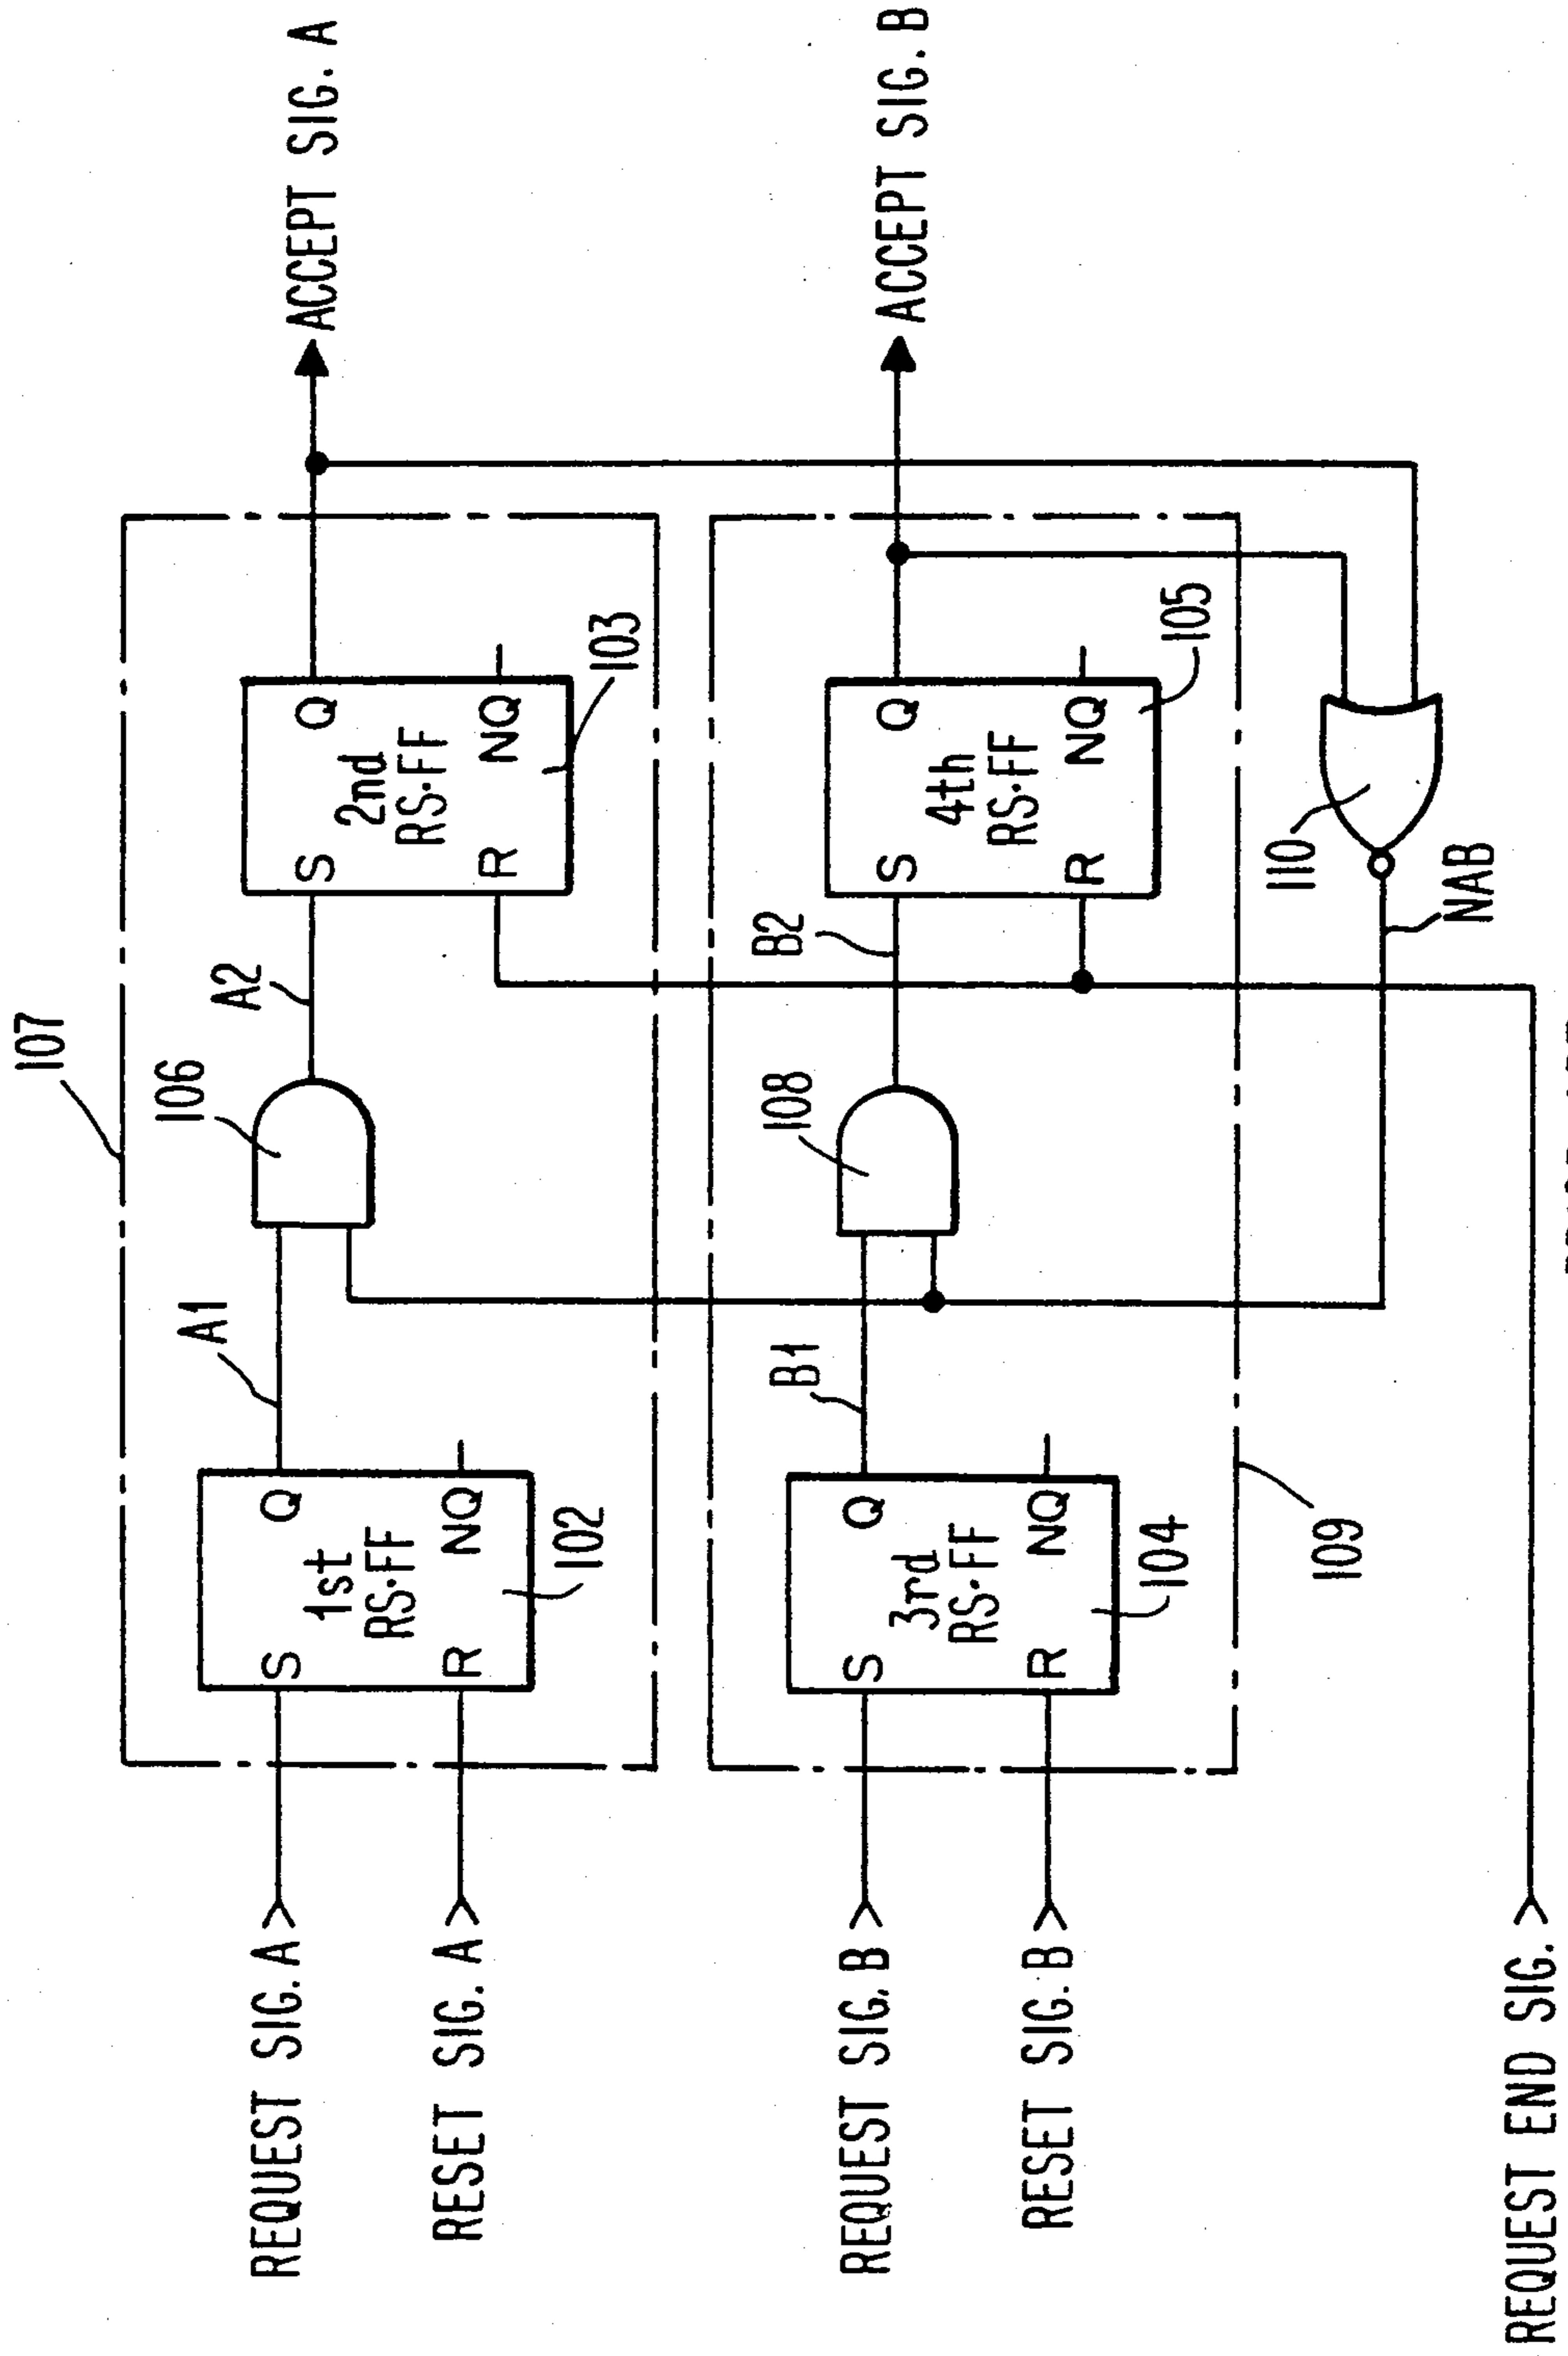 107
A1
106
A2
REQUEST SIG. A
S
Q
1st
RS·FF
S
Q
2nd
RS·FF
ACCEPT SIG. A
RESET SIG. A
R
NQ
102
R
NQ
103
B1
108
B2
REQUEST SIG. B
S
Q
3rd
RS·FF
S
Q
4th
RS·FF
ACCEPT SIG. B
RESET SIG. B
R
NQ
104
R
NQ
105
109
110
NAB
REQUEST END SIG.